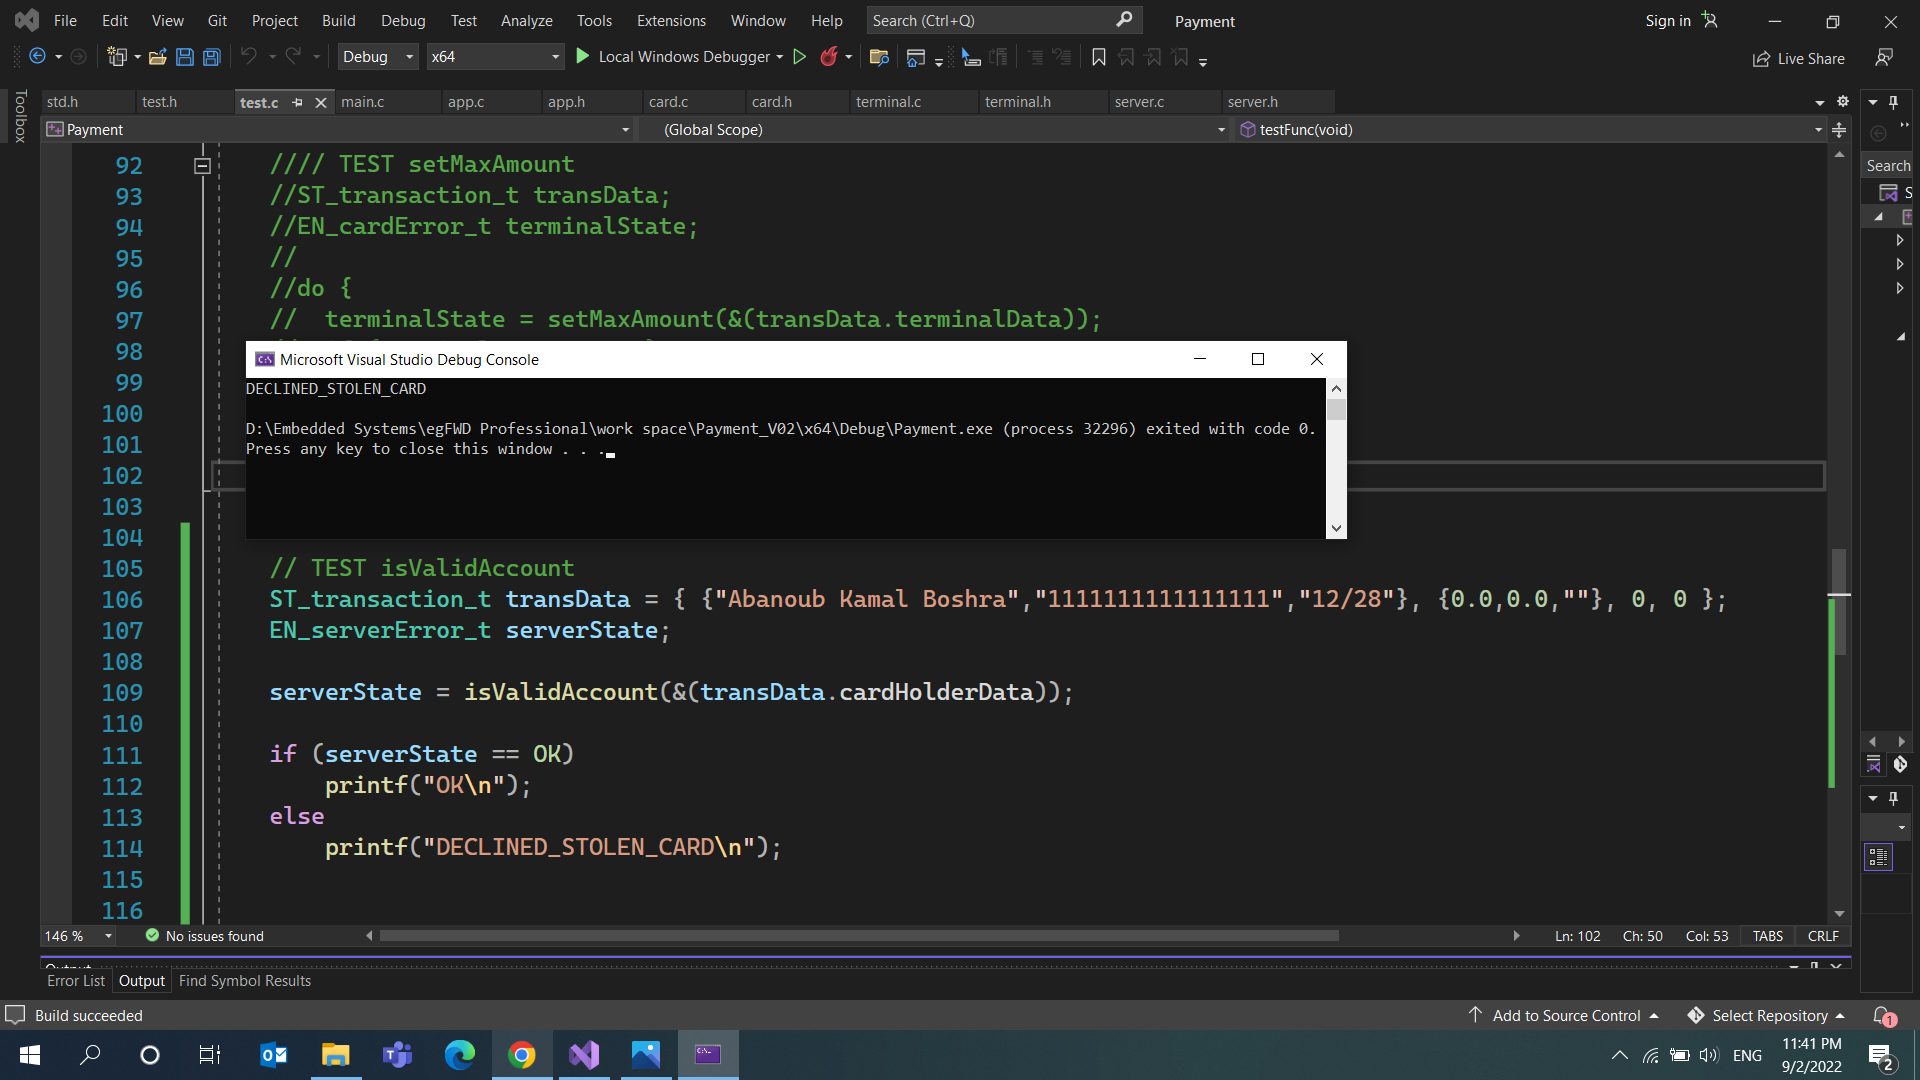 File Edit View Git Project Build Debug Test Analyze Tools Extensions Window Help Search (Ctrl+Q) Payment Sign in
Debug x64 Local Windows Debugger Live Share
Toolbox
std.h test.h test.c main.c app.c app.h card.c card.h terminal.c terminal.h server.c server.h
Payment (Global Scope) testFunc(void)
Search
92 //// TEST setMaxAmount
93 //ST_transaction_t transData;
94 //EN_cardError_t terminalState;
95 //
96 //do {
97 // terminalState = setMaxAmount(&(transData.terminalData));
98
99
100
101
102
103
104
Microsoft Visual Studio Debug Console
DECLINED_STOLEN_CARD
D:\Embedded Systems\egFWD Professional\work space\Payment_V02\x64\Debug\Payment.exe (process 32296) exited with code 0.
Press any key to close this window . . .
105 // TEST isValidAccount
106 ST_transaction_t transData = { {"Abanoub Kamal Boshra","1111111111111111","12/28"}, {0.0,0.0,""}, 0, 0 };
107 EN_serverError_t serverState;
108
109 serverState = isValidAccount(&(transData.cardHolderData));
110
111 if (serverState == OK)
112 printf("OK\n");
113 else
114 printf("DECLINED_STOLEN_CARD\n");
115
116
146 % No issues found Ln: 102 Ch: 50 Col: 53 TABS CRLF
Output
Error List Output Find Symbol Results
Build succeeded Add to Source Control Select Repository 1
ENG 11:41 PM
9/2/2022 2